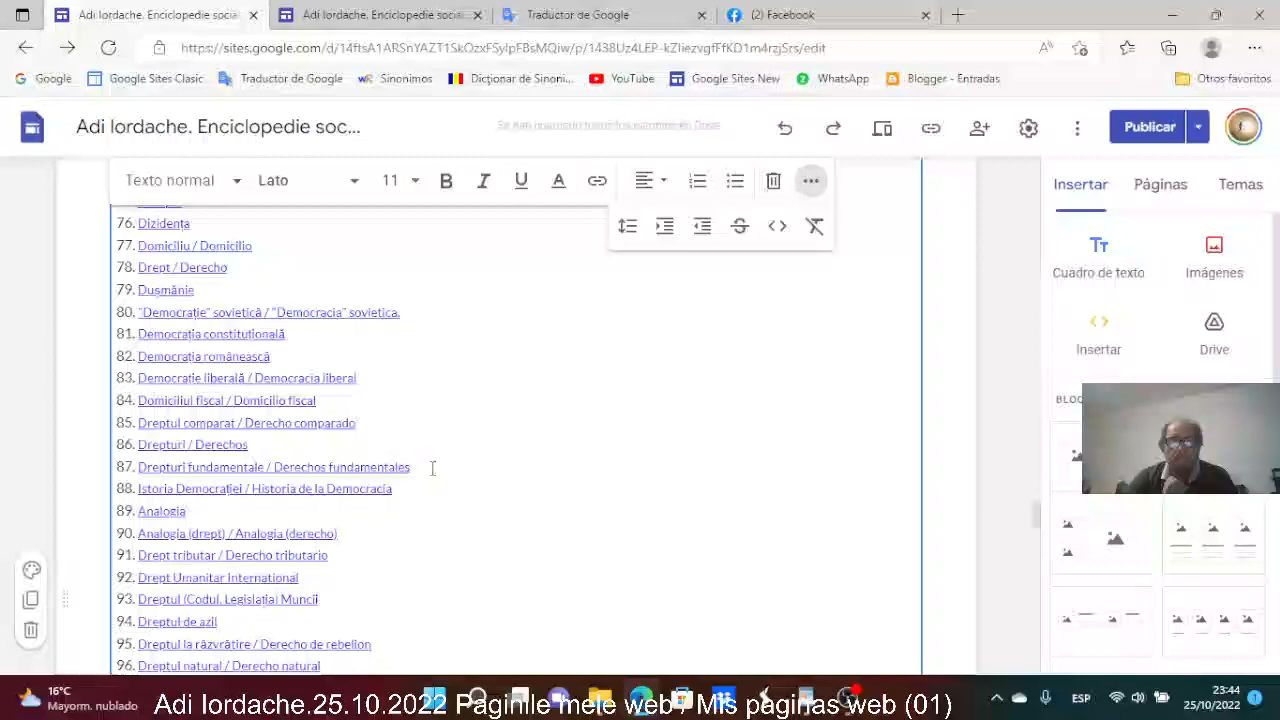 Adi Iordache. Enciclopedie socia
Adi Iordache. Enciclopedie socia
Traductor de Google
(2) Facebook
https://sites.google.com/d/14ftsA1ARSnYAZT1SkOzxFSylpFBsMQiw/p/1438Uz4LEP-kZIiezvgfFfKD1m4rzjSrs/edit
Google
Google Sites Clasic
Traductor de Google
Sinonimos
Dicționar de Sinoni...
YouTube
Google Sites New
WhatsApp
Blogger - Entradas
Otros favoritos
Adi Iordache. Enciclopedie soc...
Publicar
Texto normal
Lato
11
Insertar
Páginas
Temas
76. Dizidența
77. Domiciliu / Domicilio
78. Drept / Derecho
79. Dușmănie
80. "Democrație" sovietică / "Democracia" sovietica.
81. Democrația constituțională
82. Democrația românească
83. Democrație liberală / Democracia liberal
84. Domiciliul fiscal / Domicilio fiscal
85. Dreptul comparat / Derecho comparado
86. Drepturi / Derechos
87. Drepturi fundamentale / Derechos fundamentales
88. Istoria Democrației / Historia de la Democracia
89. Analogia
90. Analogia (drept) / Analogia (derecho)
91. Drept tributar / Derecho tributario
92. Drept Umanitar International
93. Dreptul (Codul, Legislația) Muncii
94. Dreptul de azil
95. Dreptul la răzvrătire / Derecho de rebelion
96. Dreptul natural / Derecho natural
Cuadro de texto
Imágenes
Insertar
Drive
BLOQ
16°C
Mayorm. nublado
ESP
23:44
25/10/2022
1
Adi Iordache.25.10.2022 Paginile mele web / Mis páginas web (01)